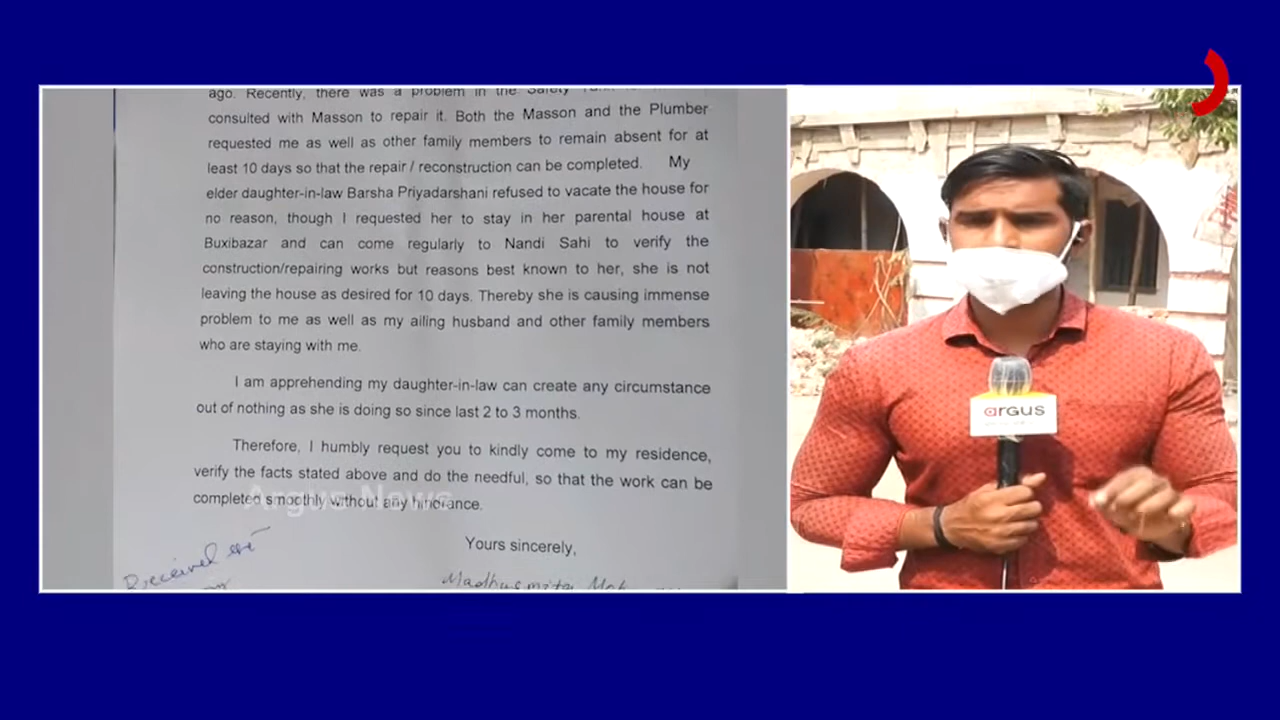 ago. Recently, there was a problem in the Safety
consulted with Masson to repair it. Both the Masson and the Plumber
requested me as well as other family members to remain absent for at
least 10 days so that the repair / reconstruction can be completed. My
elder daughter-in-law Barsha Priyadarshani refused to vacate the house for
no reason, though I requested her to stay in her parental house at
Buxibazar and can come regularly to Nandi Sahi to verify the
construction/repairing works but reasons best known to her, she is not
leaving the house as desired for 10 days. Thereby she is causing immense
problem to me as well as my ailing husband and other family members
who are staying with me.
I am apprehending my daughter-in-law can create any circumstance
out of nothing as she is doing so since last 2 to 3 months.
Therefore, I humbly request you to kindly come to my residence,
verify the facts stated above and do the needful, so that the work can be
completed smoothly without any hindrance.
Argus News
Yours sincerely,
Received
Madhusmita
argus